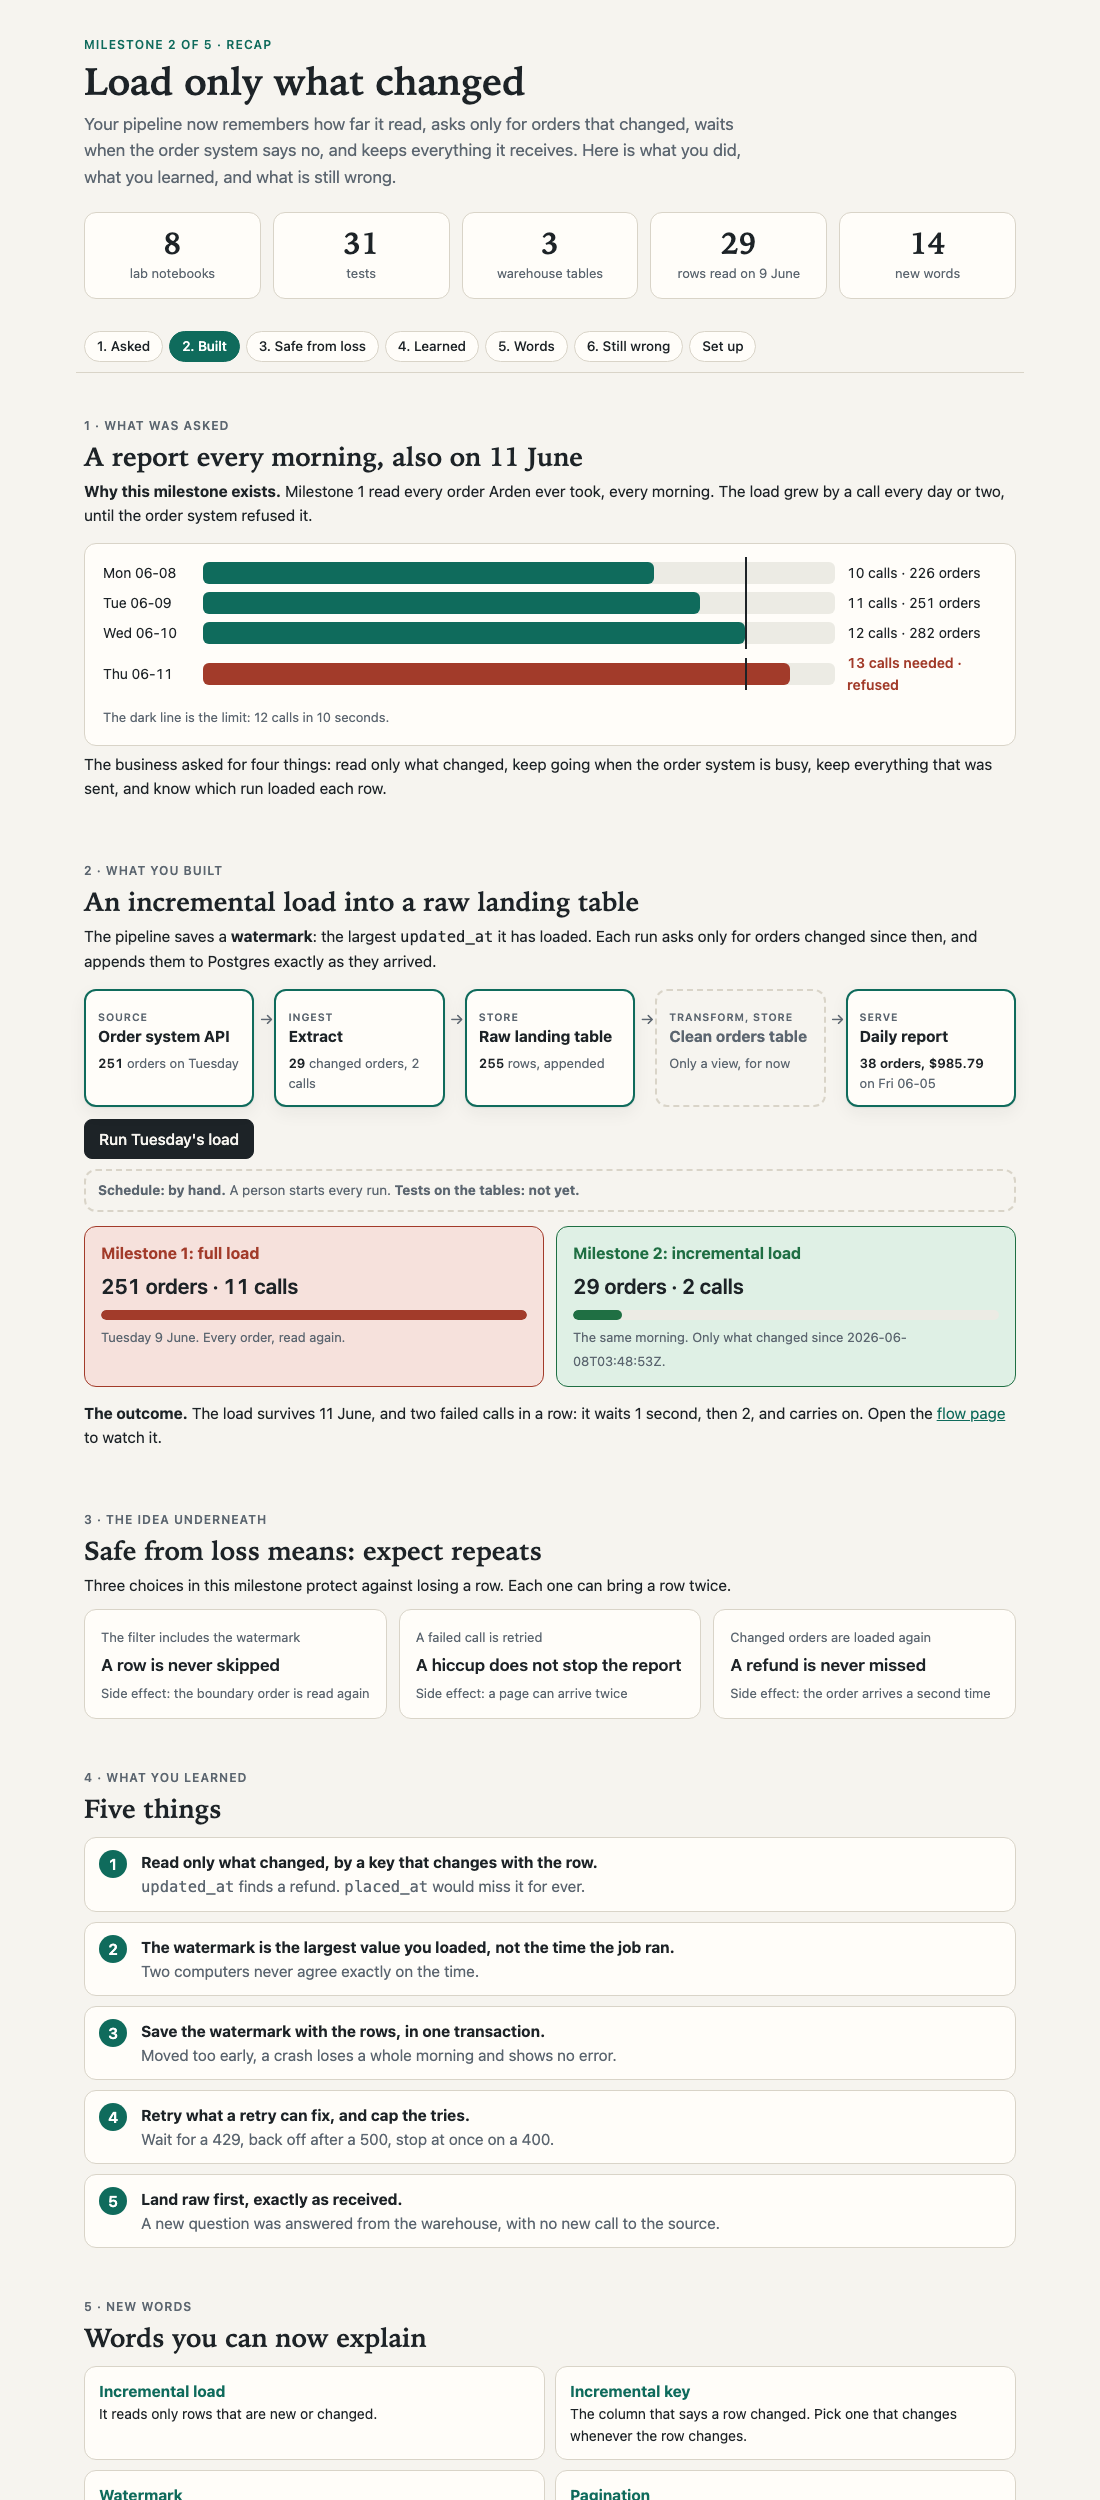 MILESTONE 2 OF 5 · RECAP
Load only what changed
Your pipeline now remembers how far it read, asks only for orders that changed, waits
when the order system says no, and keeps everything it receives. Here is what you did,
what you learned, and what is still wrong.
8
lab notebooks
31
tests
3
warehouse tables
29
rows read on 9 June
14
new words
1. Asked
2. Built
3. Safe from loss
4. Learned
5. Words
6. Still wrong
Set up
1 · WHAT WAS ASKED
A report every morning, also on 11 June
Why this milestone exists. Milestone 1 read every order Arden ever took, every morning. The load grew by a call every day or two,
until the order system refused it.
Mon 06-08
10 calls · 226 orders
Tue 06-09
11 calls · 251 orders
Wed 06-10
12 calls · 282 orders
Thu 06-11
13 calls needed ·
refused
The dark line is the limit: 12 calls in 10 seconds.
The business asked for four things: read only what changed, keep going when the order system is busy, keep everything that was
sent, and know which run loaded each row.
2 · WHAT YOU BUILT
An incremental load into a raw landing table
The pipeline saves a watermark: the largest updated_at it has loaded. Each run asks only for orders changed since then, and
appends them to Postgres exactly as they arrived.
SOURCE
Order system API
251 orders on Tuesday
→
INGEST
Extract
29 changed orders, 2
calls
→
STORE
Raw landing table
255 rows, appended
→
TRANSFORM, STORE
Clean orders table
Only a view, for now
→
SERVE
Daily report
38 orders, $985.79
on Fri 06-05
Run Tuesday's load
Schedule: by hand. A person starts every run. Tests on the tables: not yet.
Milestone 1: full load
251 orders · 11 calls
Tuesday 9 June. Every order, read again.
Milestone 2: incremental load
29 orders · 2 calls
The same morning. Only what changed since 2026-06-
08T03:48:53Z.
The outcome. The load survives 11 June, and two failed calls in a row: it waits 1 second, then 2, and carries on. Open the flow page
to watch it.
3 · THE IDEA UNDERNEATH
Safe from loss means: expect repeats
Three choices in this milestone protect against losing a row. Each one can bring a row twice.
The filter includes the watermark
A row is never skipped
Side effect: the boundary order is read again
A failed call is retried
A hiccup does not stop the report
Side effect: a page can arrive twice
Changed orders are loaded again
A refund is never missed
Side effect: the order arrives a second time
4 · WHAT YOU LEARNED
Five things
1
Read only what changed, by a key that changes with the row.
updated_at finds a refund. placed_at would miss it for ever.
2
The watermark is the largest value you loaded, not the time the job ran.
Two computers never agree exactly on the time.
3
Save the watermark with the rows, in one transaction.
Moved too early, a crash loses a whole morning and shows no error.
4
Retry what a retry can fix, and cap the tries.
Wait for a 429, back off after a 500, stop at once on a 400.
5
Land raw first, exactly as received.
A new question was answered from the warehouse, with no new call to the source.
5 · NEW WORDS
Words you can now explain
Incremental load
It reads only rows that are new or changed.
Incremental key
The column that says a row changed. Pick one that changes
whenever the row changes.
Watermark
Pagination